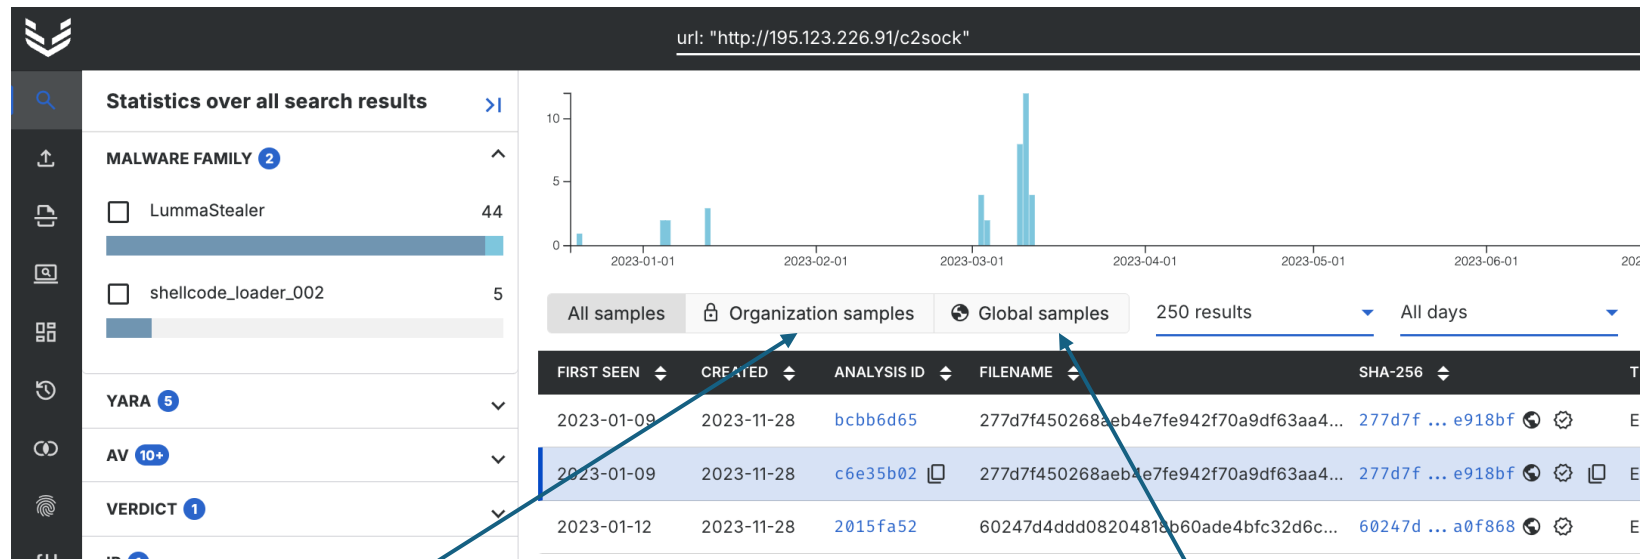 url: "http://195.123.226.91/c2sock"
Statistics over all search results
MALWARE FAMILY 2
LummaStealer 44
shellcode_loader_002 5
YARA 5
AV 10+
VERDICT 1
10
5
0
2023-01-01 2023-02-01 2023-03-01 2023-04-01 2023-05-01 2023-06-01 202
All samples Organization samples Global samples 250 results All days
FIRST SEEN CREATED ANALYSIS ID FILENAME SHA-256 T
2023-01-09 2023-11-28 bcbb6d65 277d7f450268aeb4e7fe942f70a9df63aa4... 277d7f ... e918bf E
2023-01-09 2023-11-28 c6e35b02 277d7f450268aeb4e7fe942f70a9df63aa4... 277d7f ... e918bf E
2023-01-12 2023-11-28 2015fa52 60247d4ddd08204818b60ade4bfc32d6c... 60247d ... a0f868 E